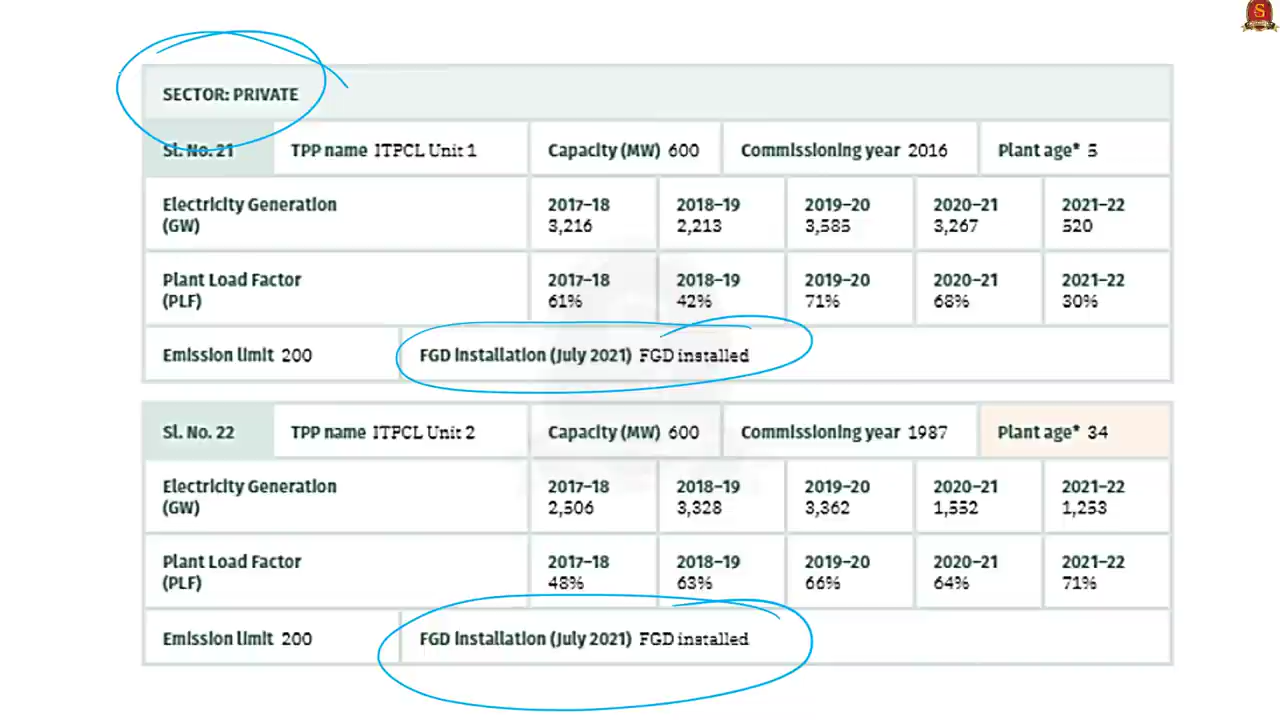 SECTOR: PRIVATE
Sl. No. 21 TPP name ITPCL Unit 1 Capacity (MW) 600 Commissioning year 2016 Plant age* 5
Electricity Generation 2017–18 2018–19 2019–20 2020–21 2021–22
(GW) 3,216 2,213 3,585 3,267 520
Plant Load Factor 2017–18 2018–19 2019–20 2020–21 2021–22
(PLF) 61% 42% 71% 68% 30%
Emission limit 200 FGD installation (July 2021) FGD installed
Sl. No. 22 TPP name ITPCL Unit 2 Capacity (MW) 600 Commissioning year 1987 Plant age* 34
Electricity Generation 2017–18 2018–19 2019–20 2020–21 2021–22
(GW) 2,506 3,328 3,362 1,552 1,253
Plant Load Factor 2017–18 2018–19 2019–20 2020–21 2021–22
(PLF) 48% 63% 66% 64% 71%
Emission limit 200 FGD installation (July 2021) FGD installed